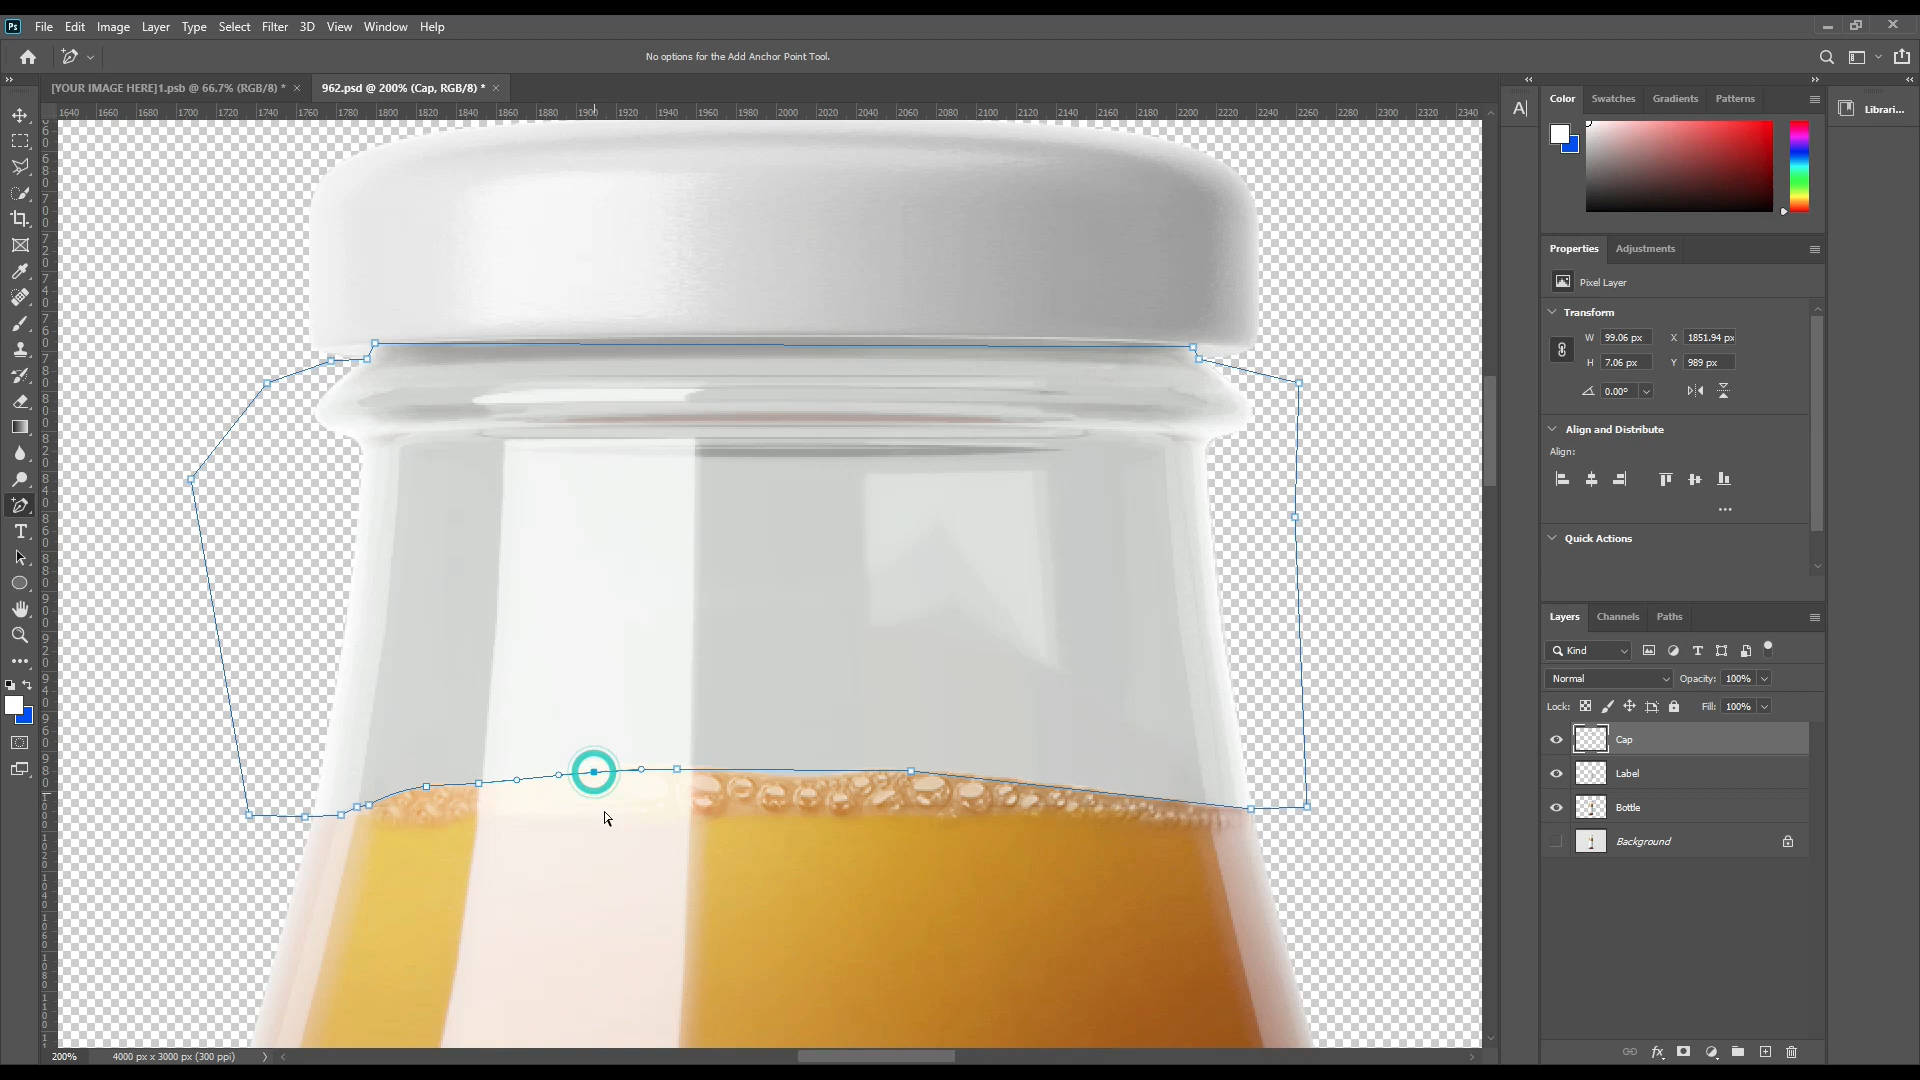 Ps File Edit Image Layer Type Select Filter 3D View Window Help
No options for the Add Anchor Point Tool.
[YOUR IMAGE HERE]1.psb @ 66.7% (RGB/8) * × 962.psd @ 200% (Cap, RGB/8) * ×
1640 1660 1680 1700 1720 1740 1760 1780 1800 1820 1840 1860 1880 1900 1920 1940 1960 1980 2000 2020 2040 2060 2080 2100 2120 2140 2160 2180 2200 2220 2240 2260 2280 2300 2320 2340
Color Swatches Gradients Patterns
Librari...
Properties Adjustments
Pixel Layer
Transform
W 99.06 px X 1851.94 px
H 7.06 px Y 989 px
0.00°
Align and Distribute
Align:
Quick Actions
Layers Channels Paths
Kind
Normal Opacity: 100%
Lock: Fill: 100%
Cap
Label
Bottle
Background
200% 4000 px x 3000 px (300 ppi)